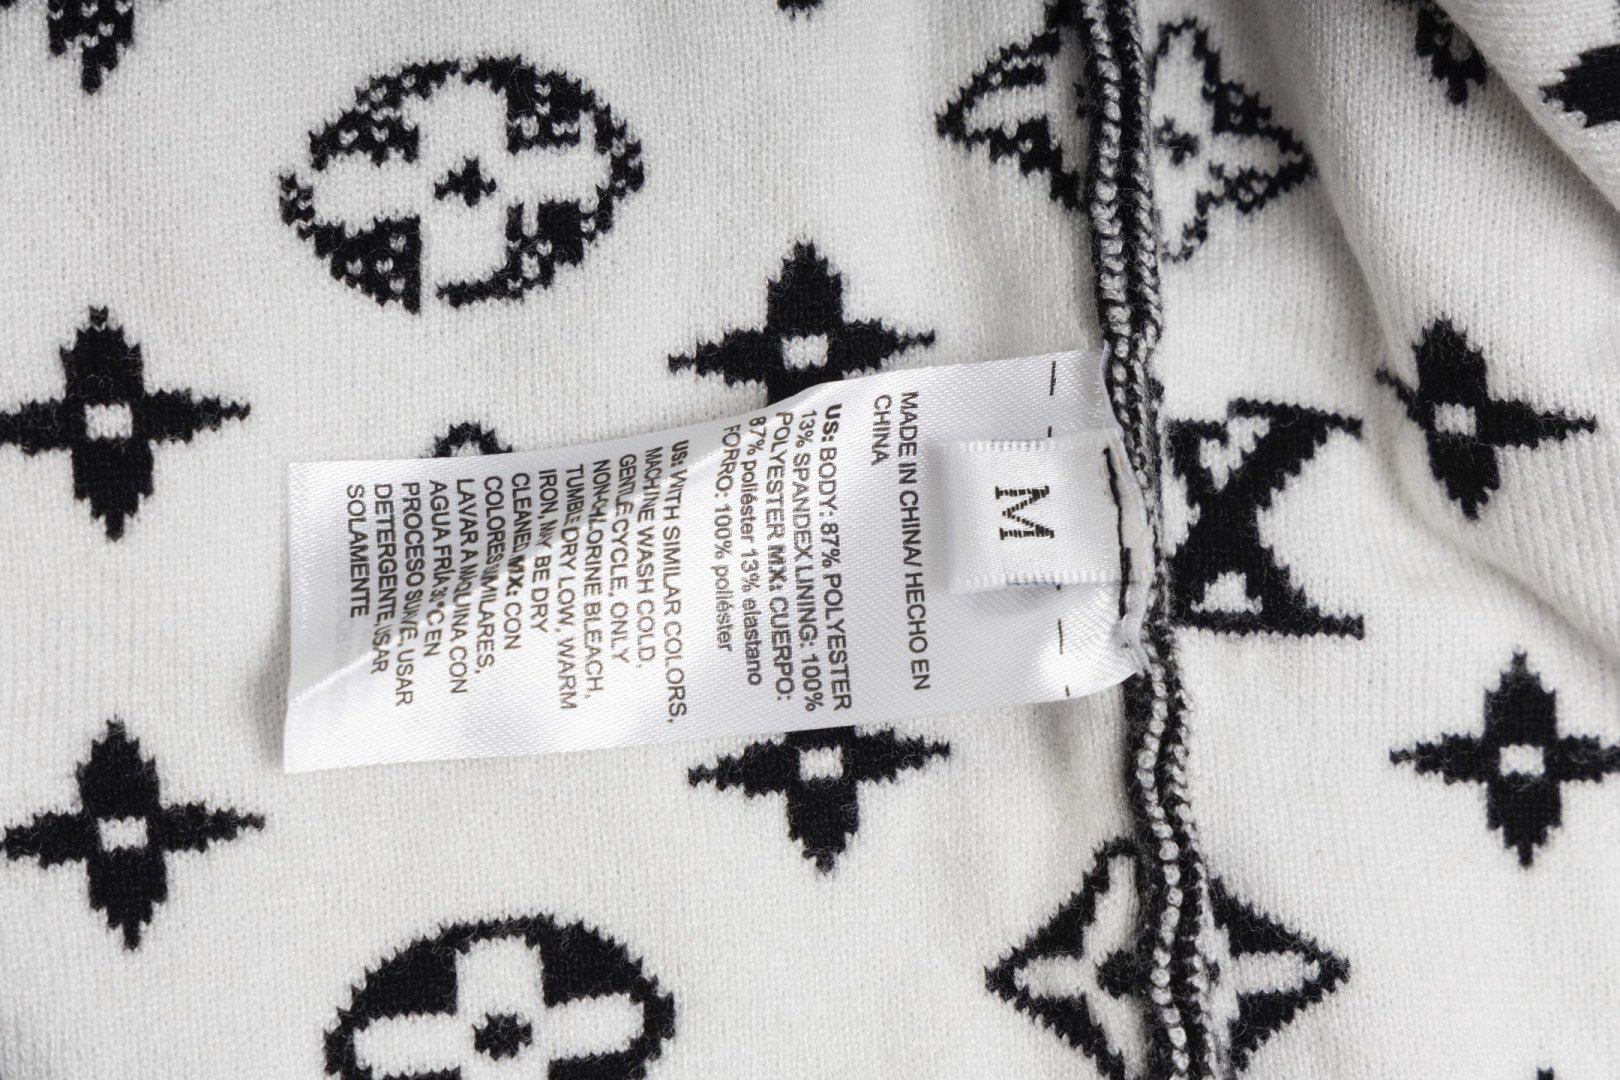 M
MADE IN CHINA/ HECHO EN
CHINA
US: BODY: 87% POLYESTER
13% SPANDEX LINING: 100%
POLYESTER MX: CUERPO:
87% poliéster 13% elastano
FORRO: 100% poliéster
US: WITH SIMILAR COLORS,
MACHINE WASH COLD,
GENTLE CYCLE, ONLY
NON-CHLORINE BLEACH,
TUMBLE DRY LOW, WARM
IRON, MAY BE DRY
CLEANED MX: CON
COLORES SIMILARES,
LAVAR A MÁQUINA CON
AGUA FRÍA 30°C EN
PROCESO SUAVE, USAR
DETERGENTE, USAR
SOLAMENTE